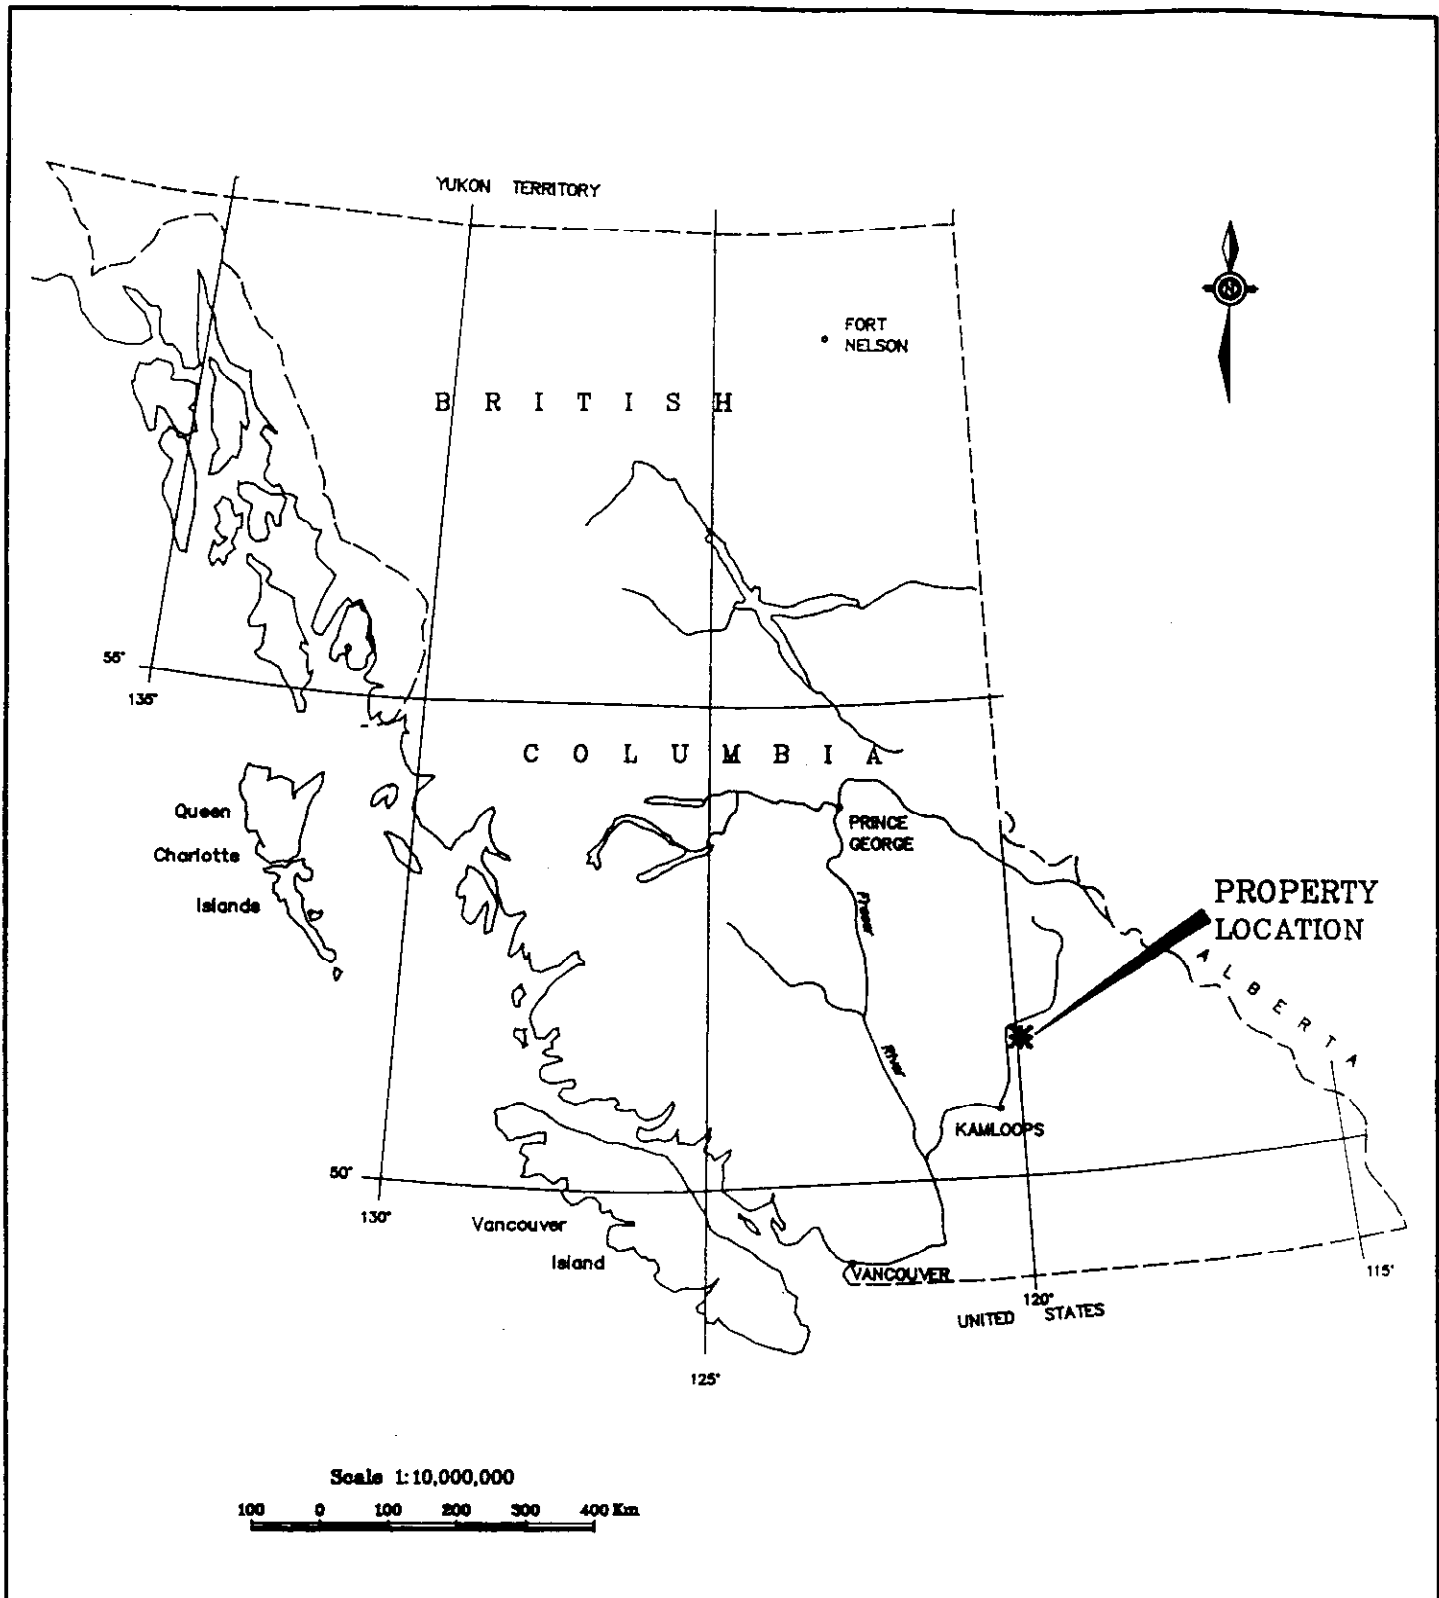 YUKON TERRITORY
N
FORT
NELSON
B R I T I S H
55°
135°
C O L U M B I A
Queen
Charlotte
Islands
PRINCE
GEORGE
Fraser
River
PROPERTY
LOCATION
A L B E R T A
KAMLOOPS
50°
130°
Vancouver
Island
VANCOUVER
120°
115°
UNITED STATES
125°
Scale 1:10,000,000
100 0 100 200 300 400 Km